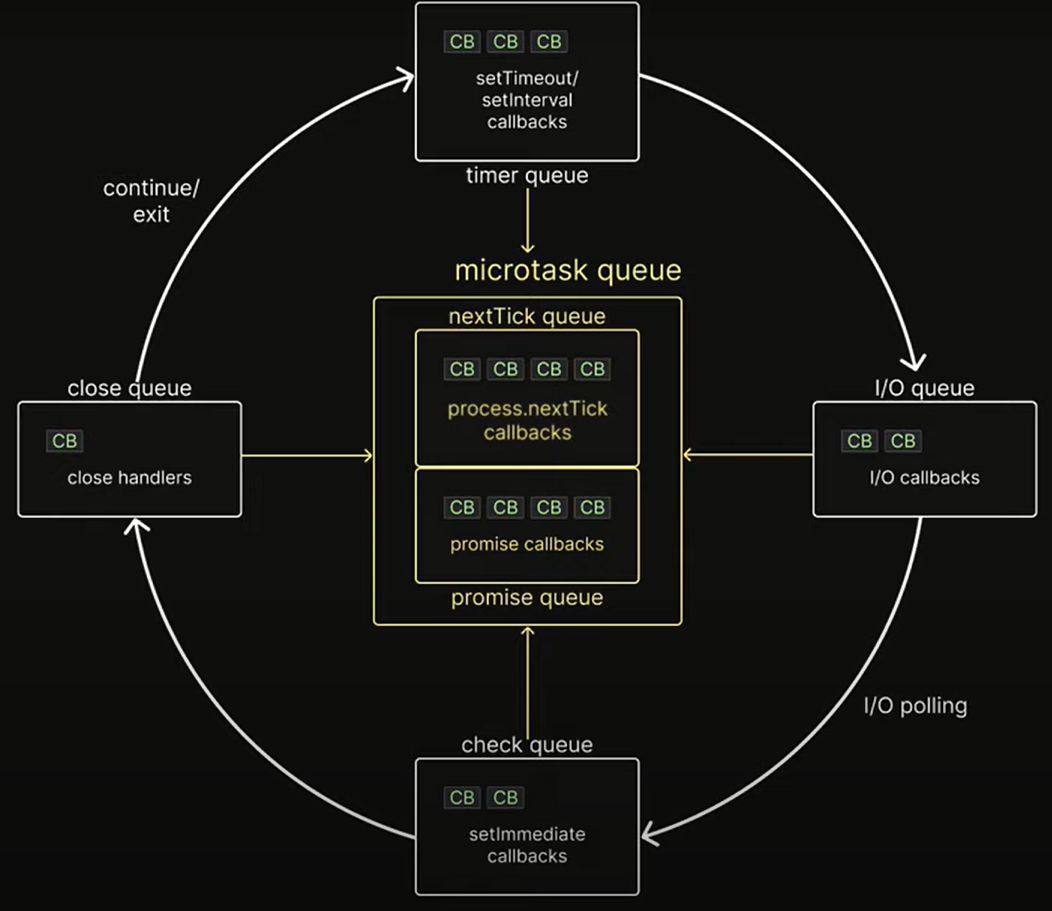 CB CB CB
setTimeout/
setInterval
callbacks
timer queue
continue/
exit
microtask queue
nextTick queue
CB CB CB CB
process.nextTick
callbacks
CB CB CB CB
promise callbacks
promise queue
close queue
CB
close handlers
I/O queue
CB CB
I/O callbacks
I/O polling
check queue
CB CB
setImmediate
callbacks